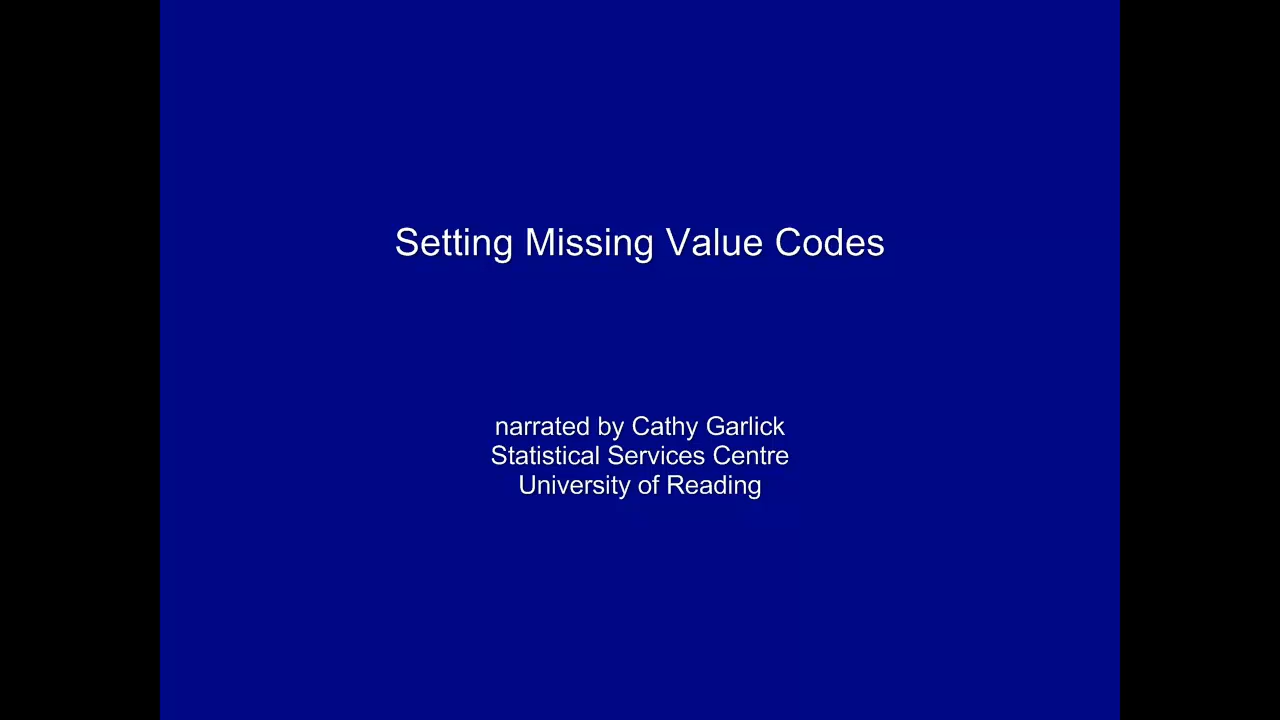 Setting Missing Value Codes
narrated by Cathy Garlick
Statistical Services Centre
University of Reading